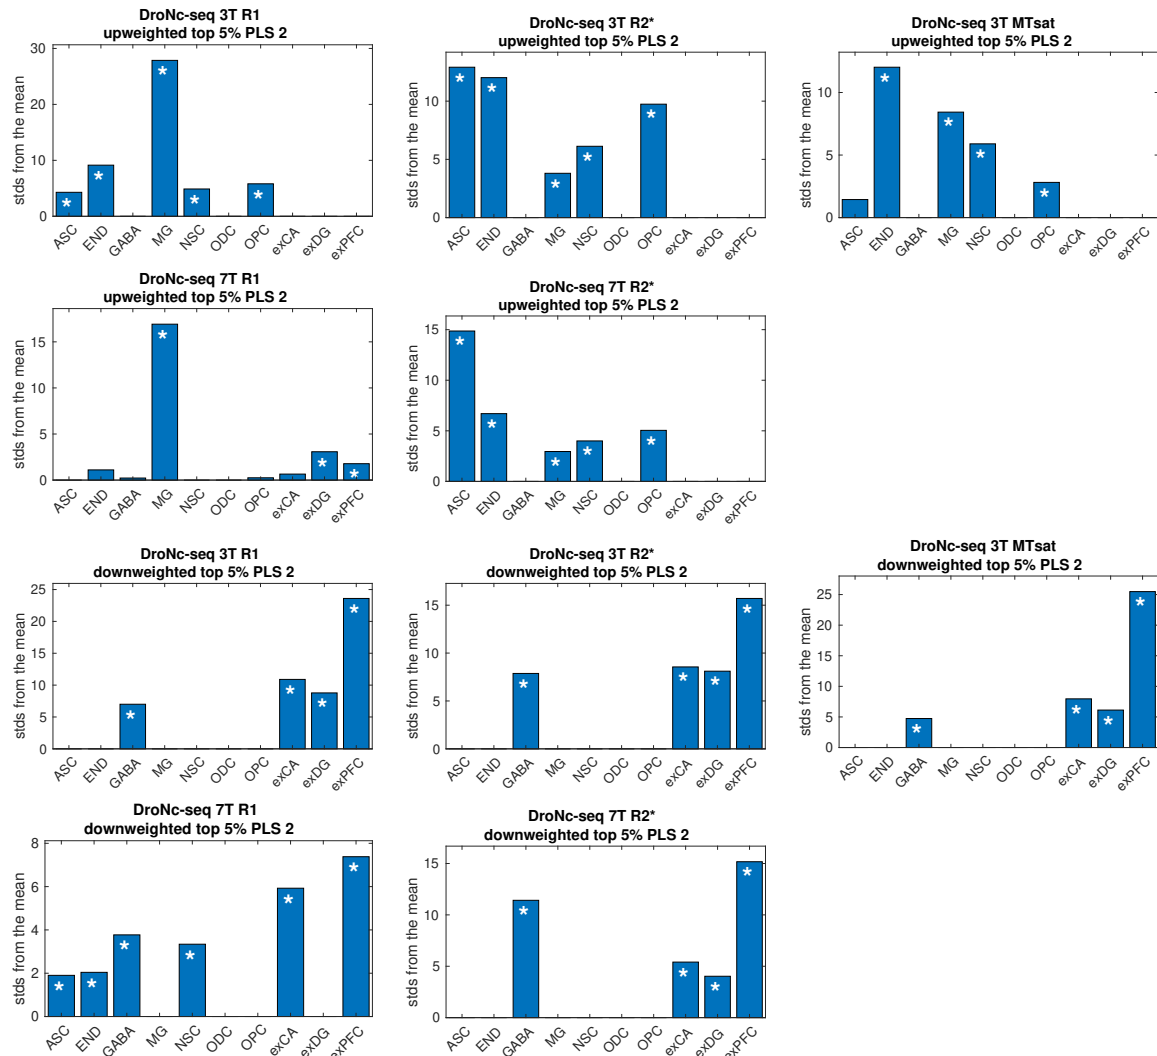 DroNc-seq 3T R1
upweighted top 5% PLS 2
stds from the mean
30
20
10
0
* * * * *
ASC END GABA MG NSC ODC OPC exCA exDG exPFC
DroNc-seq 3T R2*
upweighted top 5% PLS 2
stds from the mean
10
5
0
* * * * *
ASC END GABA MG NSC ODC OPC exCA exDG exPFC
DroNc-seq 3T MTsat
upweighted top 5% PLS 2
stds from the mean
10
5
0
* * * *
ASC END GABA MG NSC ODC OPC exCA exDG exPFC
DroNc-seq 7T R1
upweighted top 5% PLS 2
stds from the mean
15
10
5
0
* * *
ASC END GABA MG NSC ODC OPC exCA exDG exPFC
DroNc-seq 7T R2*
upweighted top 5% PLS 2
stds from the mean
15
10
5
0
* * * * *
ASC END GABA MG NSC ODC OPC exCA exDG exPFC
DroNc-seq 3T R1
downweighted top 5% PLS 2
stds from the mean
25
20
15
10
5
0
* * * *
ASC END GABA MG NSC ODC OPC exCA exDG exPFC
DroNc-seq 3T R2*
downweighted top 5% PLS 2
stds from the mean
15
10
5
0
* * * *
ASC END GABA MG NSC ODC OPC exCA exDG exPFC
DroNc-seq 3T MTsat
downweighted top 5% PLS 2
stds from the mean
25
20
15
10
5
0
* * * *
ASC END GABA MG NSC ODC OPC exCA exDG exPFC
DroNc-seq 7T R1
downweighted top 5% PLS 2
stds from the mean
8
6
4
2
0
* * * * * *
ASC END GABA MG NSC ODC OPC exCA exDG exPFC
DroNc-seq 7T R2*
downweighted top 5% PLS 2
stds from the mean
15
10
5
0
* * * *
ASC END GABA MG NSC ODC OPC exCA exDG exPFC